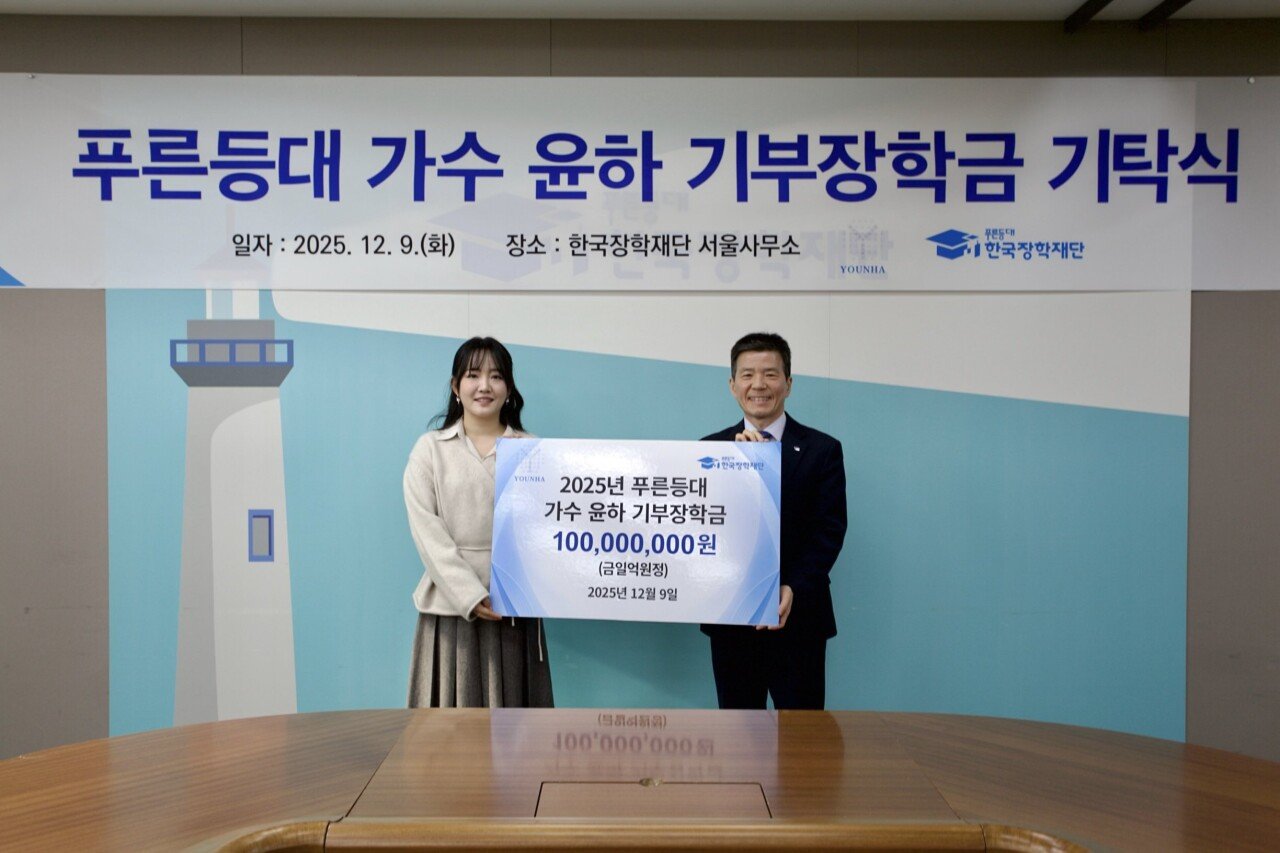 푸른등대 가수 윤하 기부장학금 기탁식
일자 : 2025. 12. 9.(화) 장소 : 한국장학재단 서울사무소
YOUNHA
푸른등대
한국장학재단
YOUNHA
푸른등대
한국장학재단
2025년 푸른등대
가수 윤하 기부장학금
100,000,000원
(금일억원정)
2025년 12월 9일